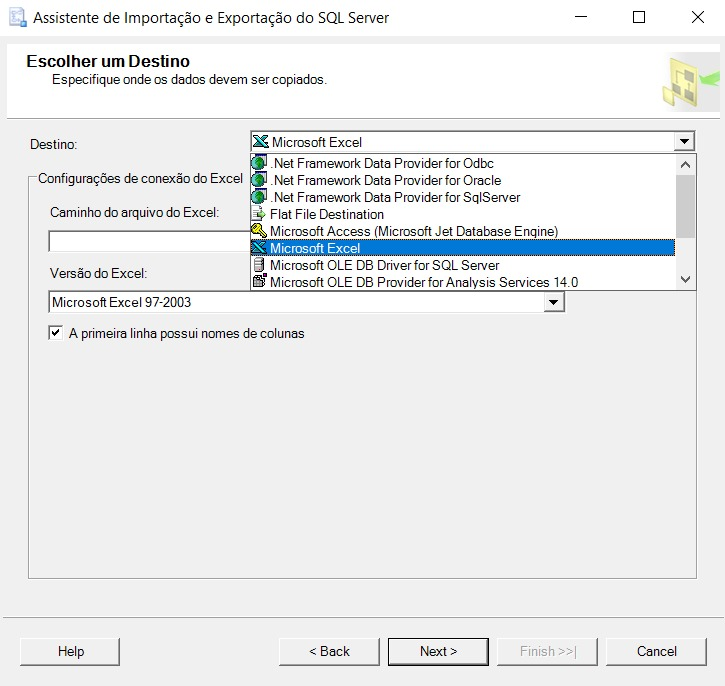 Assistente de Importação e Exportação do SQL Server
Escolher um Destino
Especifique onde os dados devem ser copiados.
Destino:
Microsoft Excel
.Net Framework Data Provider for Odbc
.Net Framework Data Provider for Oracle
.Net Framework Data Provider for SqlServer
Flat File Destination
Microsoft Access (Microsoft Jet Database Engine)
Microsoft Excel
Microsoft OLE DB Driver for SQL Server
Microsoft OLE DB Provider for Analysis Services 14.0
Configurações de conexão do Excel
Caminho do arquivo do Excel:
Versão do Excel:
Microsoft Excel 97-2003
A primeira linha possui nomes de colunas
Help
< Back
Next >
Finish >>|
Cancel